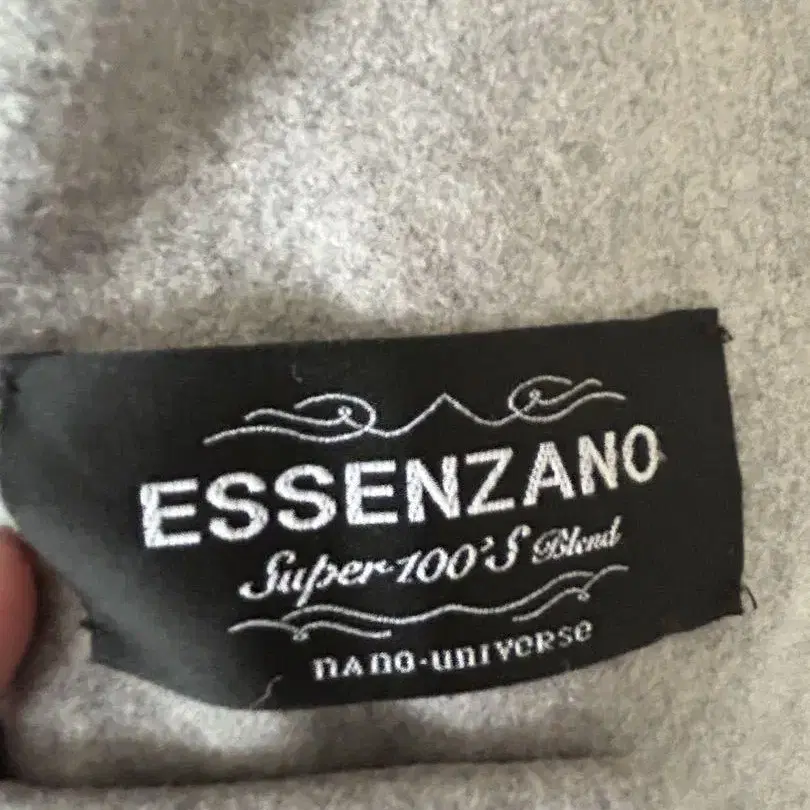 ESSENZANO
Super 100'S Blend
nano·universe